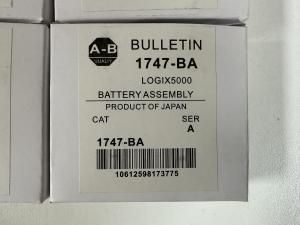 A-B
QUALITY
BULLETIN
1747-BA
LOGIX5000
BATTERY ASSEMBLY
PRODUCT OF JAPAN
CAT SER
A
1747-BA
10612598173775